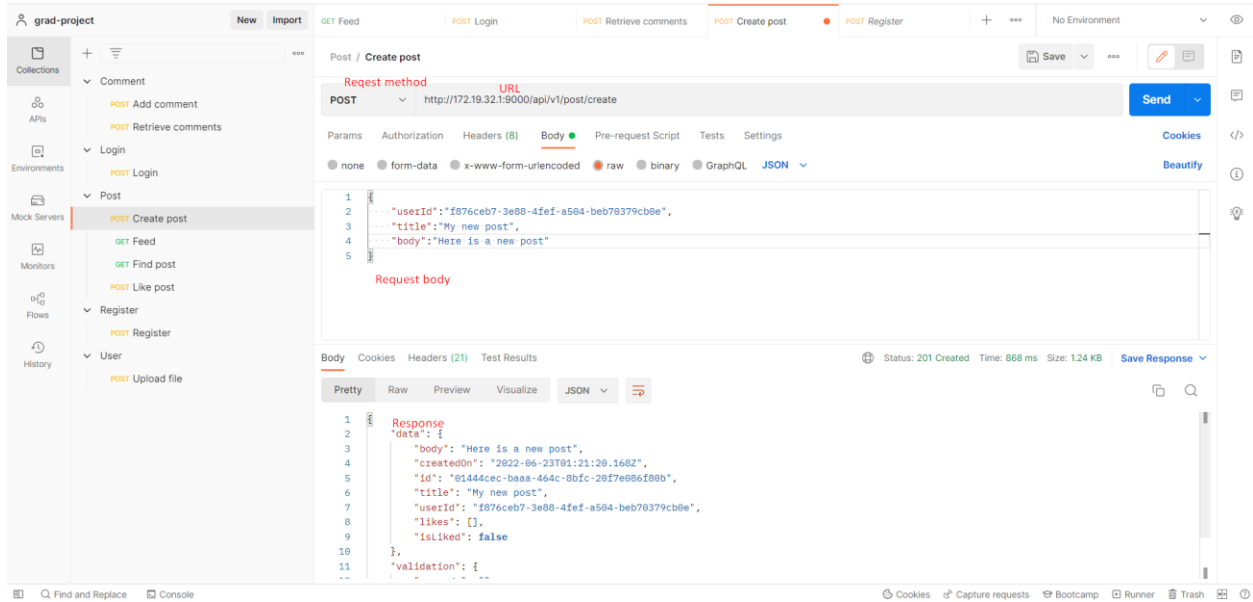 grad-project New Import GET Feed POST Login POST Retrieve comments POST Create post POST Register No Environment
Collections
APIs
Environments
Mock Servers
Monitors
Flows
History
Comment
POST Add comment
POST Retrieve comments
Login
POST Login
Post
POST Create post
GET Feed
GET Find post
POST Like post
Register
POST Register
User
POST Upload file
Post / Create post Save
Reqest method URL
POST http://172.19.32.1:9000/api/v1/post/create Send
Params Authorization Headers (8) Body Pre-request Script Tests Settings Cookies
none form-data x-www-form-urlencoded raw binary GraphQL JSON Beautify
1 {
2 "userId":"f876ceb7-3e88-4fef-a504-beb70379cb0e",
3 "title":"My new post",
4 "body":"Here is a new post"
5 }
Request body
Body Cookies Headers (21) Test Results Status: 201 Created Time: 868 ms Size: 1.24 KB Save Response
Pretty Raw Preview Visualize JSON
1 {
Response
2 "data": {
3 "body": "Here is a new post",
4 "createdOn": "2022-06-23T01:21:20.168Z",
5 "id": "01444cec-baaa-464c-8bfc-20f7e086f80b",
6 "title": "My new post",
7 "userId": "f876ceb7-3e88-4fef-a504-beb70379cb0e",
8 "likes": [],
9 "isLiked": false
10 },
11 "validation": {
Find and Replace Console Cookies Capture requests Bootcamp Runner Trash